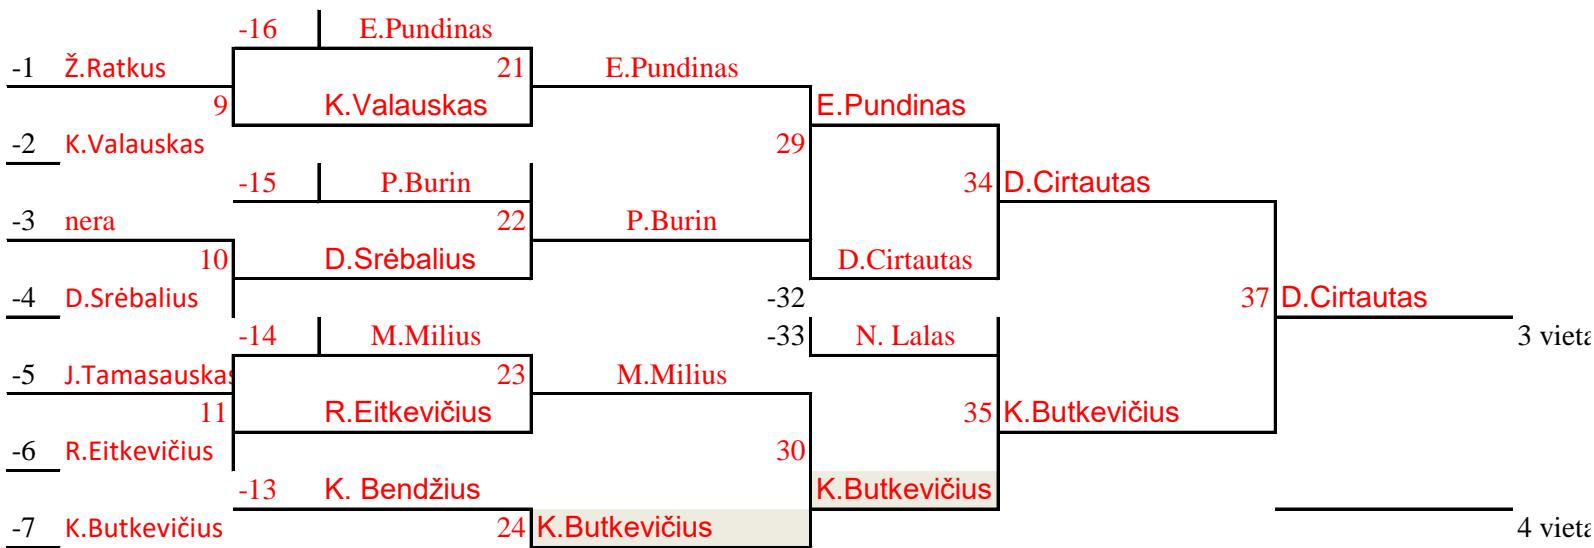 -16 E.Pundinas
-1 Ž.Ratkus 21 E.Pundinas
9 K.Valauskas E.Pundinas
-2 K.Valauskas 29
-15 P.Burin 34 D.Cirtautas
-3 nera 22 P.Burin
10 D.Srėbalius D.Cirtautas
-4 D.Srėbalius -32 37 D.Cirtautas
-14 M.Milius -33 N. Lalas 3 vieta
-5 J.Tamasauskas 23 M.Milius
11 R.Eitkevičius 35 K.Butkevičius
-6 R.Eitkevičius 30
-13 K. Bendžius K.Butkevičius
-7 K.Butkevičius 24 K.Butkevičius 4 vieta